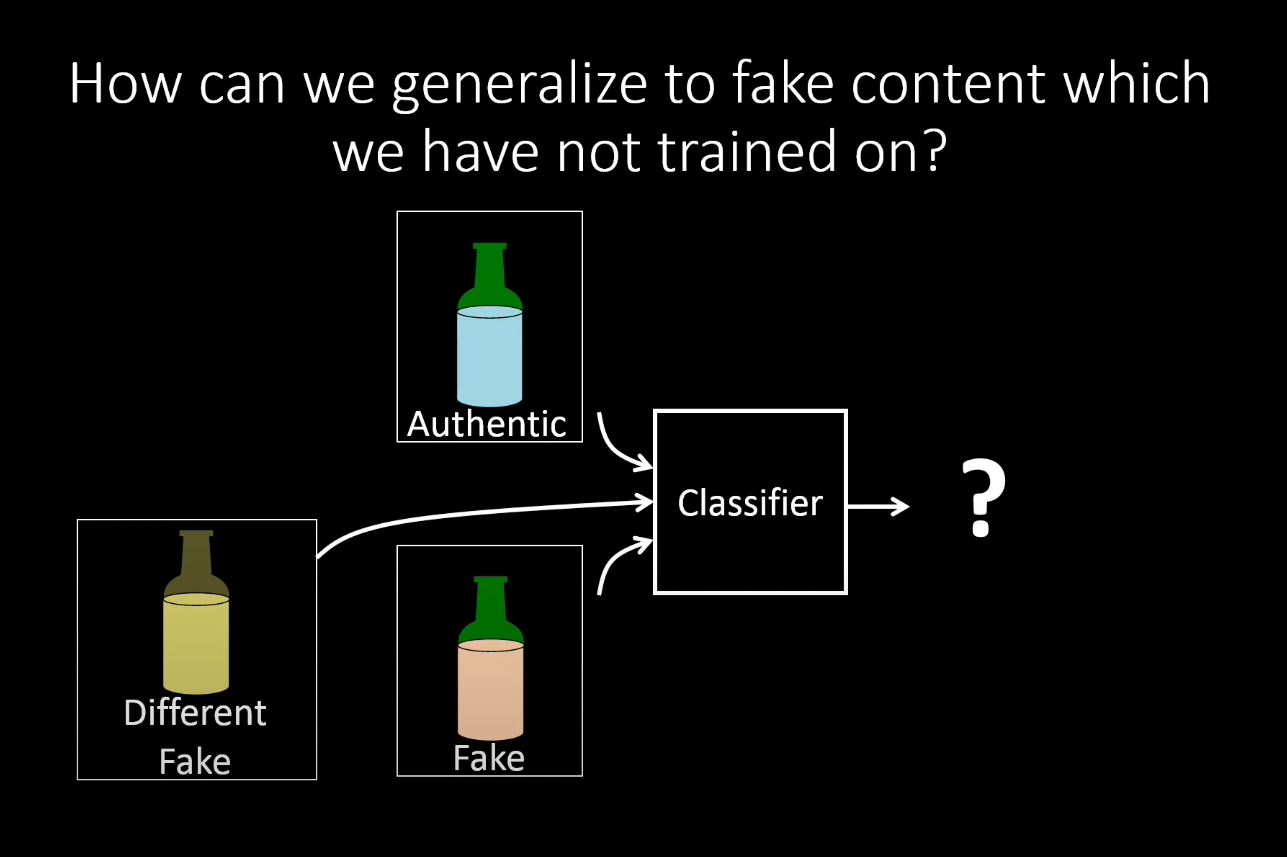 How can we generalize to fake content which
we have not trained on?
Authentic
Classifier
?
Different
Fake
Fake